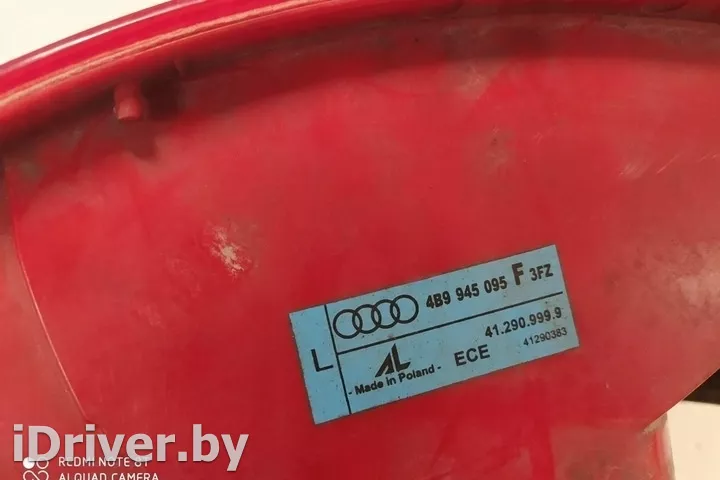 4B9 945 095 F 3FZ
L
41.290.999.9
AL
ECE
41290383
- Made in Poland -
iDriver.by
REDMI NOTE 8T
AI QUAD CAMERA